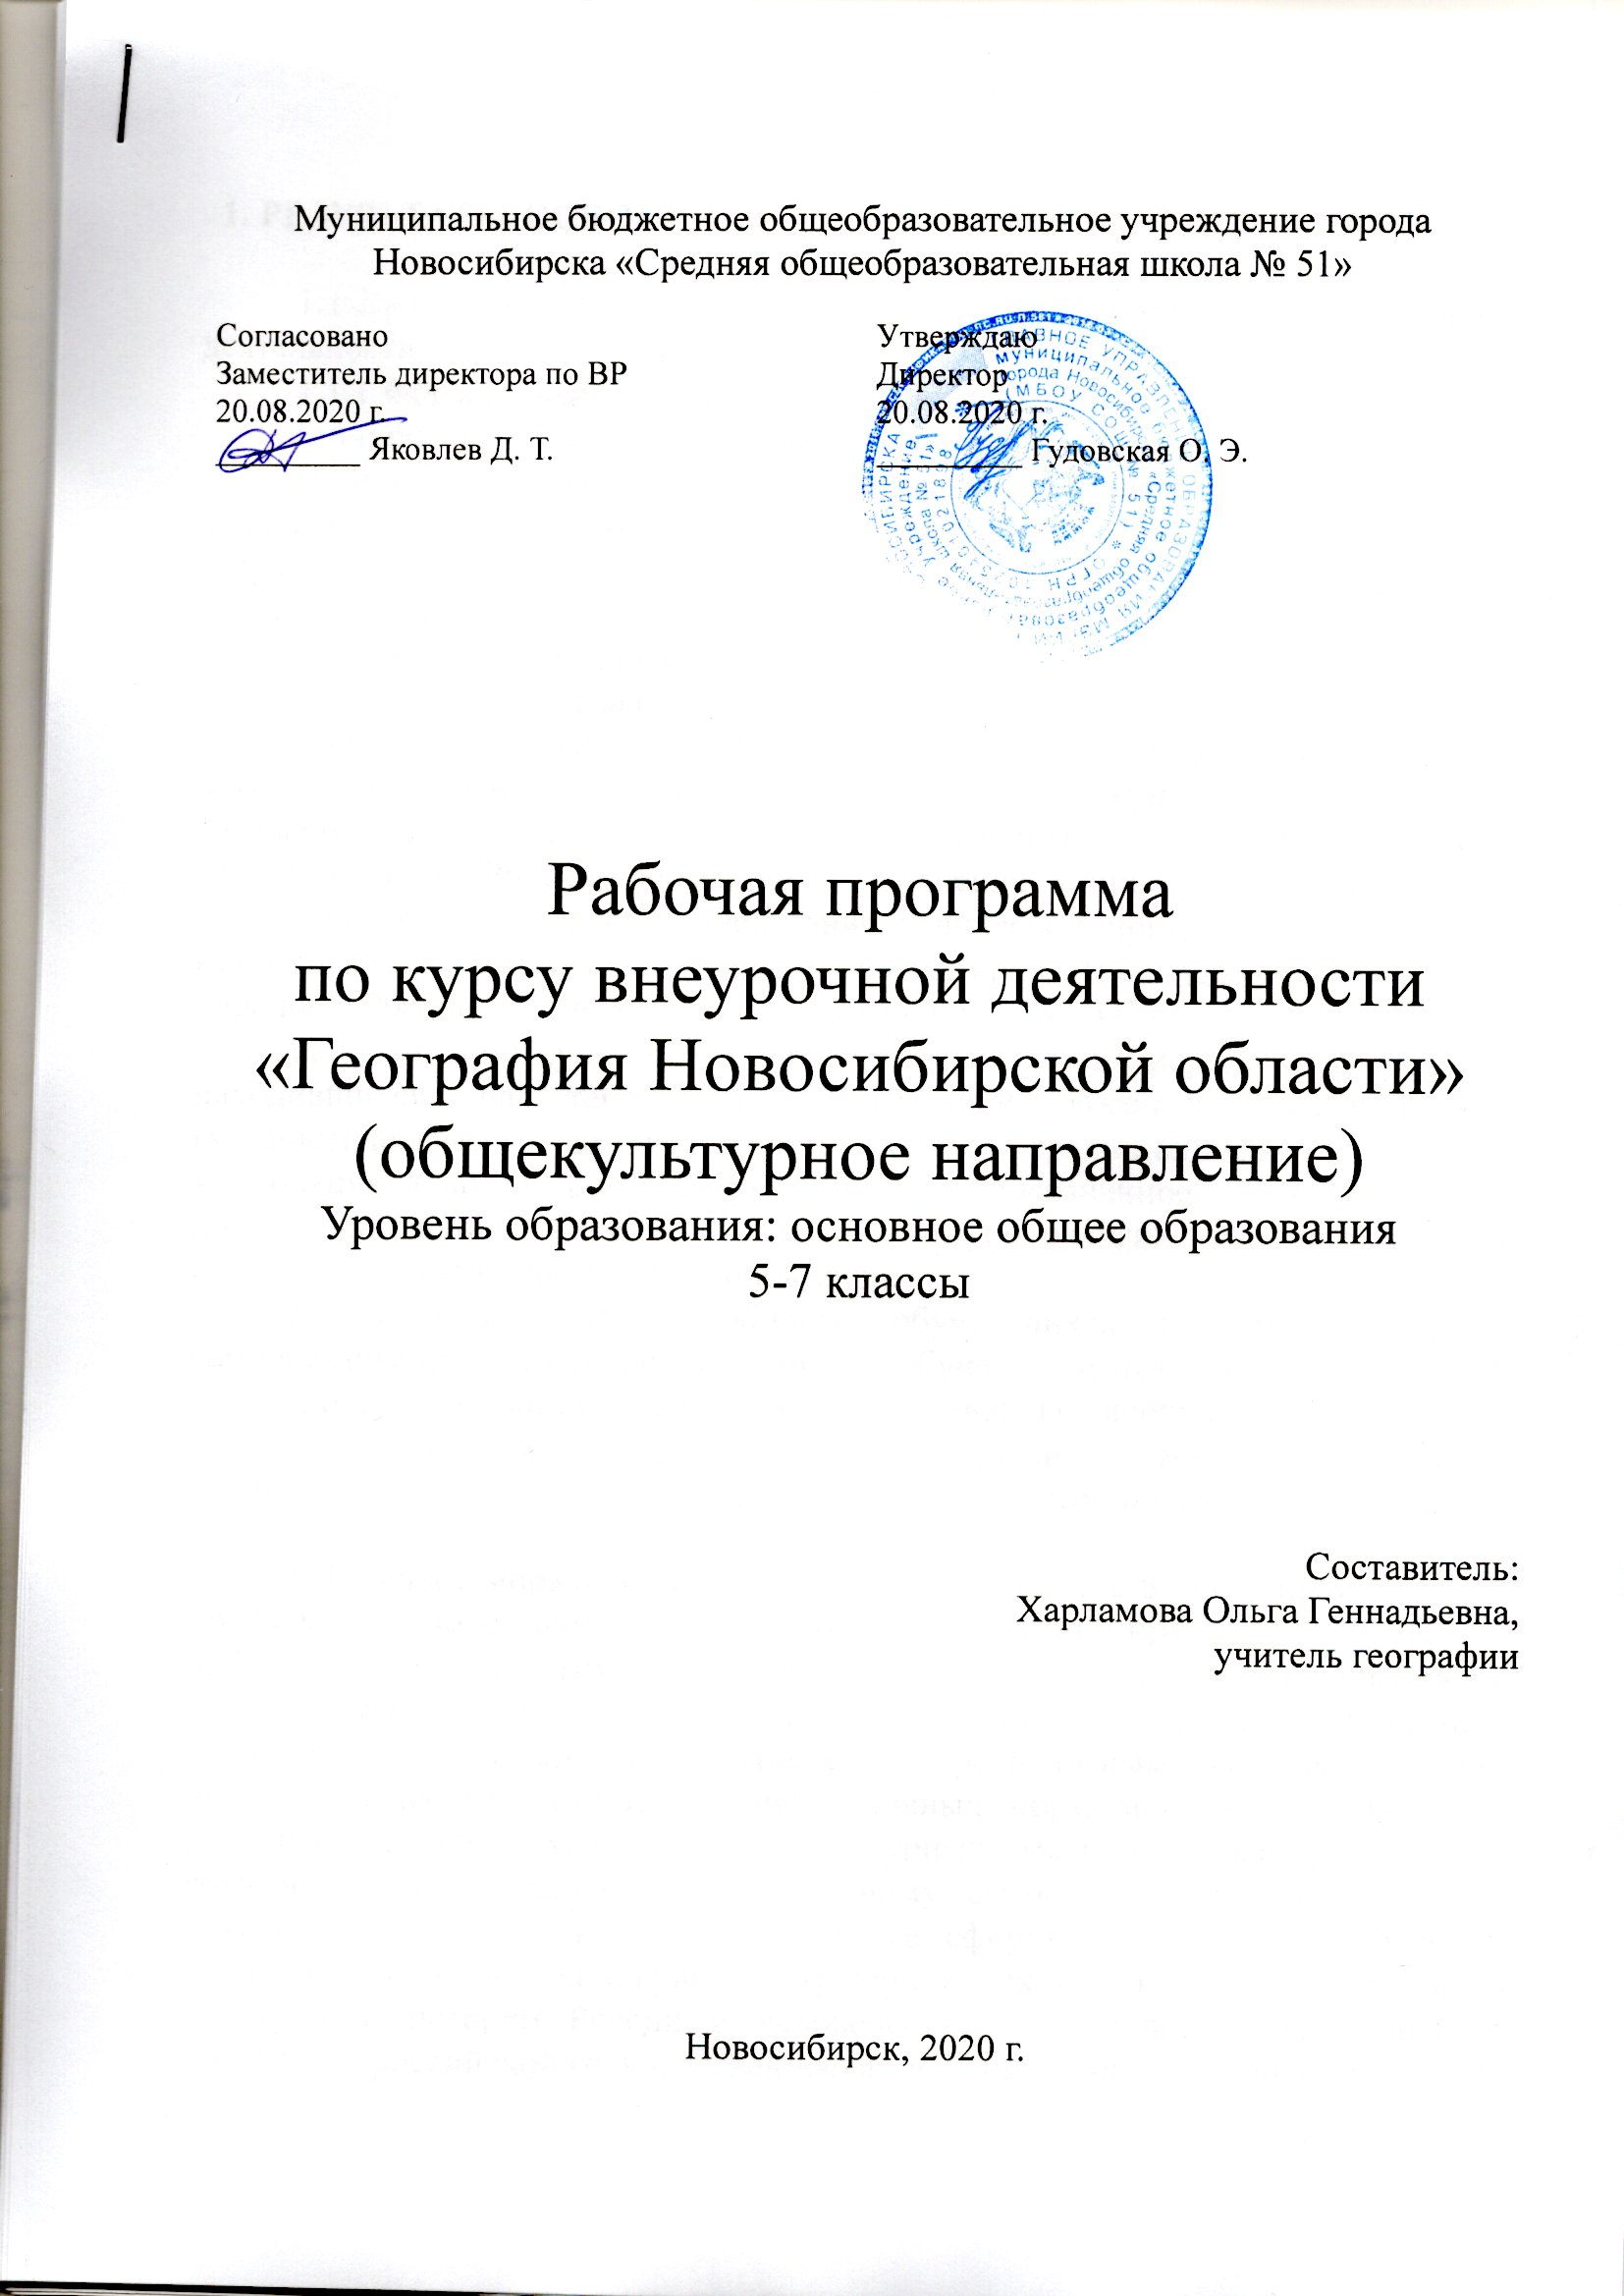 Муниципальное бюджетное общеобразовательное учреждение города
Новосибирска «Средняя общеобразовательная школа № 51»
Согласовано
Заместитель директора по ВР
20.08.2020 г.
Яковлев Д. Т.
Утверждаю
Директор
20.08.2020 г.
Гудовская О. Э.
Рабочая программа
по курсу внеурочной деятельности
«География Новосибирской области»
(общекультурное направление)
Уровень образования: основное общее образования
5-7 классы
Составитель:
Харламова Ольга Геннадьевна,
учитель географии
Новосибирск, 2020 г.